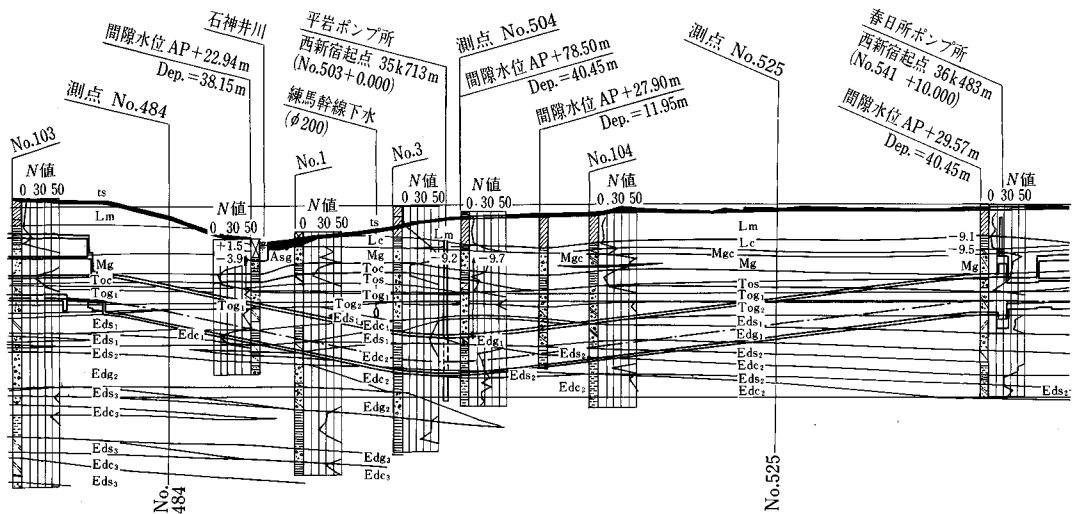 石神井川
間隙水位 AP+22.94m
Dep.=38.15m
測点 No.484
No.103
平岩ポンプ所
西新宿起点 35k713m
(No.503+0.000)
練馬幹線下水
(φ200)
No.1
No.3
測点 No.504
間隙水位 AP+78.50m
Dep.=40.45m
間隙水位 AP+27.90m
Dep.=11.95m
No.104
測点 No.525
春日所ポンプ所
西新宿起点 36k483m
(No.541 +10.000)
間隙水位 AP+29.57m
Dep.=40.45m
N値
0 30 50
ts
Lm
Mg
Toc
Tog1
Eds1
Edc1
Eds1
Eds2
Edg2
Eds3
Edc3
Eds3
Edc3
Eds3
N値
0 30 50
+1.5
-3.9
Asg
Tog1
N値
0 30 50
ts
Lc
Mg
Toc
Tos
Tog1
Tog2
Eds1
Edc1
Edc2
Edc2
Edg2
Edg3
Edc3
N値
0 30 50
Lm
-9.2
N値
0 30 50
-9.7
Edg1
Eds2
Eds2
Edc2
Mgc
N値
0 30 50
Lm
Lc
Mgc
Mg
Tos
Tog1
Tog2
Eds1
Edg1
Eds2
Edc2
Eds2
Edc2
N値
0 30 50
-9.1
-9.5
Mg
Eds2
No.
484
No.525